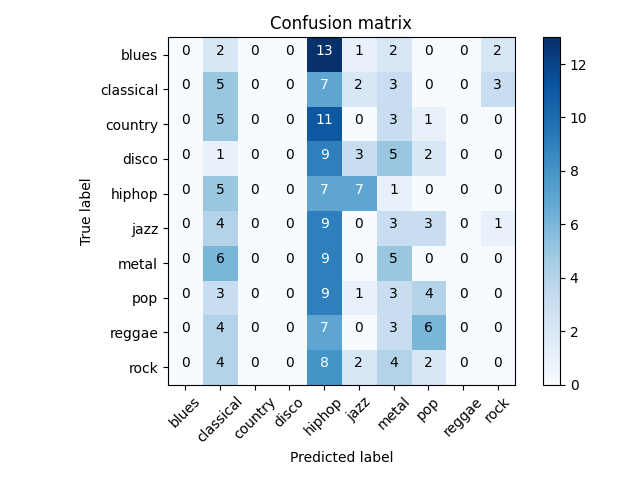 Confusion matrix
True label
blues 0 2 0 0 13 1 2 0 0 2
classical 0 5 0 0 7 2 3 0 0 3
country 0 5 0 0 11 0 3 1 0 0
disco 0 1 0 0 9 3 5 2 0 0
hiphop 0 5 0 0 7 7 1 0 0 0
jazz 0 4 0 0 9 0 3 3 0 1
metal 0 6 0 0 9 0 5 0 0 0
pop 0 3 0 0 9 1 3 4 0 0
reggae 0 4 0 0 7 0 3 6 0 0
rock 0 4 0 0 8 2 4 2 0 0
blues classical country disco hiphop jazz metal pop reggae rock
Predicted label
12
10
8
6
4
2
0